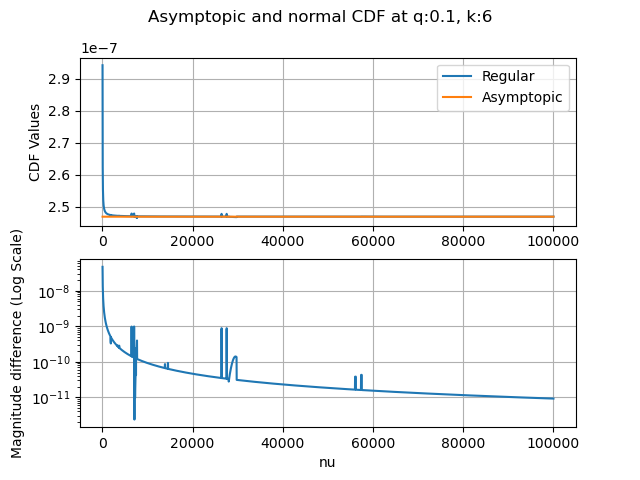 Asymptopic and normal CDF at q:0.1, k:6
1e−7
2.9
2.8
2.7
2.6
2.5
CDF Values
Regular
Asymptopic
0 20000 40000 60000 80000 100000
10⁻⁸
10⁻⁹
10⁻¹⁰
10⁻¹¹
Magnitude difference (Log Scale)
0 20000 40000 60000 80000 100000
nu